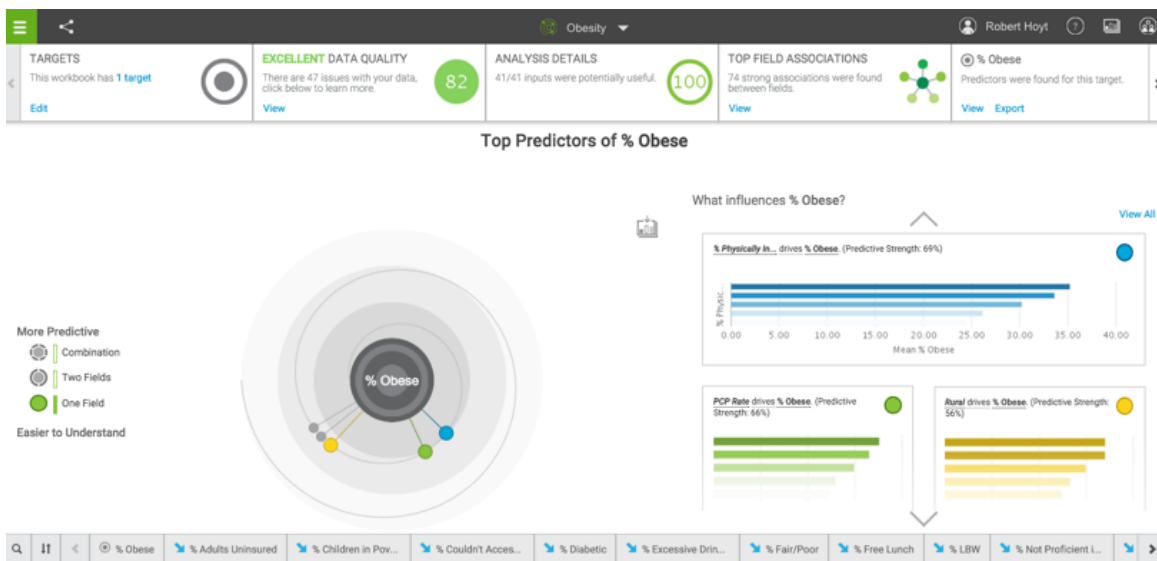 Obesity
Robert Hoyt
?
TARGETS
This workbook has 1 target
Edit
EXCELLENT DATA QUALITY
There are 47 issues with your data,
click below to learn more.
82
View
ANALYSIS DETAILS
41/41 inputs were potentially useful.
100
TOP FIELD ASSOCIATIONS
74 strong associations were found
between fields.
View
% Obese
Predictors were found for this target.
View Export
Top Predictors of % Obese
What influences % Obese?
View All
% Physically In... drives % Obese. (Predictive Strength: 69%)
% Physic...
0.00 5.00 10.00 15.00 20.00 25.00 30.00 35.00 40.00
Mean % Obese
More Predictive
Combination
Two Fields
One Field
Easier to Understand
% Obese
PCP Rate drives % Obese. (Predictive
Strength: 66%)
Rural drives % Obese. (Predictive Strength:
56%)
% Obese % Adults Uninsured % Children in Pov... % Couldn't Acces... % Diabetic % Excessive Drin... % Fair/Poor % Free Lunch % LBW % Not Proficient i...